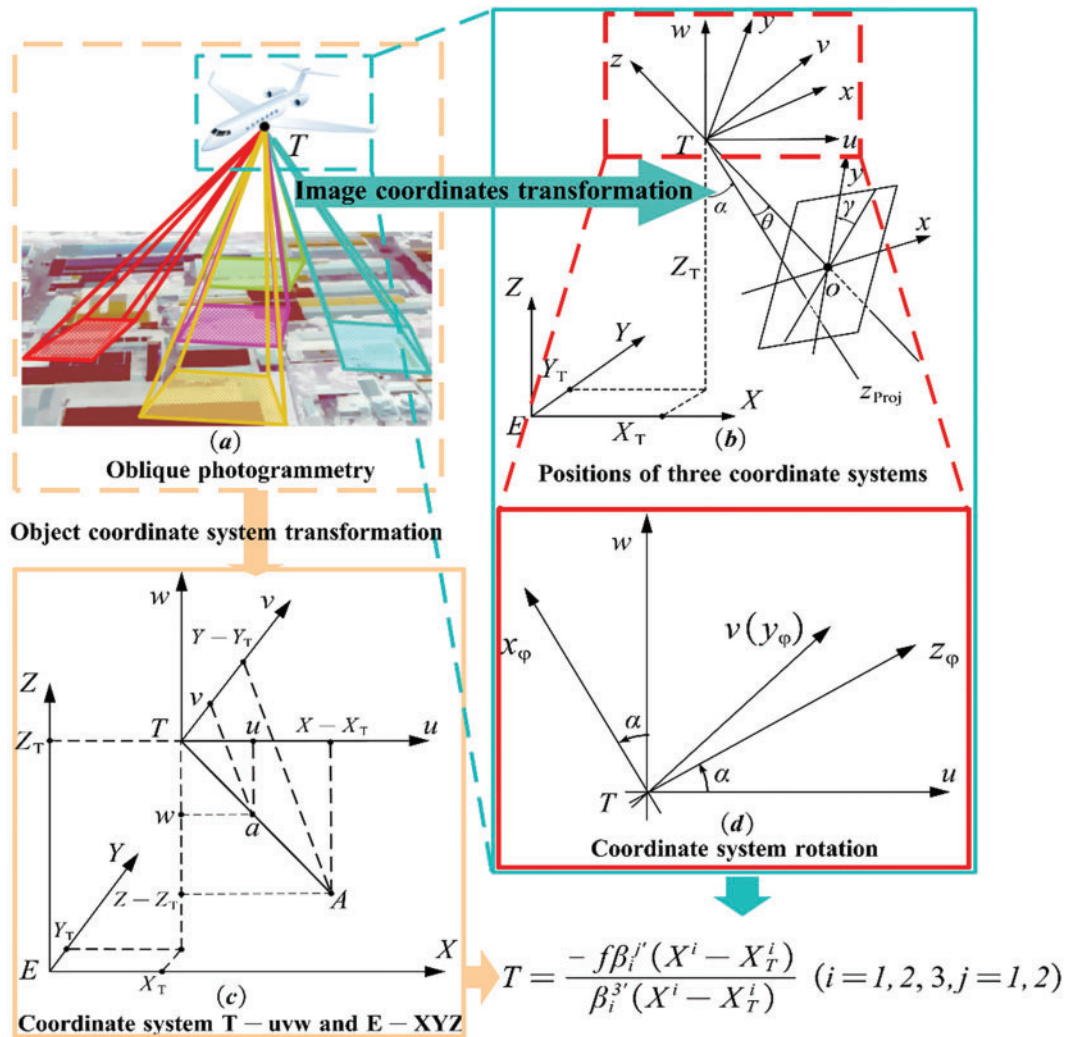 T
(a)
Oblique photogrammetry
Image coordinates transformation
w
y
z
v
x
T
u
α
θ
y
γ
x
o
Z_T
Z
Y
Y_T
z_Proj
E
X_T
X
(b)
Positions of three coordinate systems
Object coordinate system transformation
w
v
Y − Y_T
Z
v
T
u
X − X_T
u
Z_T
w
a
Y
Z − Z_T
A
Y_T
E
X_T
X
(c)
Coordinate system T − uvw and E − XYZ
w
x_φ
v(y_φ)
z_φ
α
α
T
u
(d)
Coordinate system rotation
T = \frac{-fβ_i^{j'}(X^i − X_T^i)}{β_i^{3'}(X^i − X_T^i)} (i=1,2,3,j=1,2)